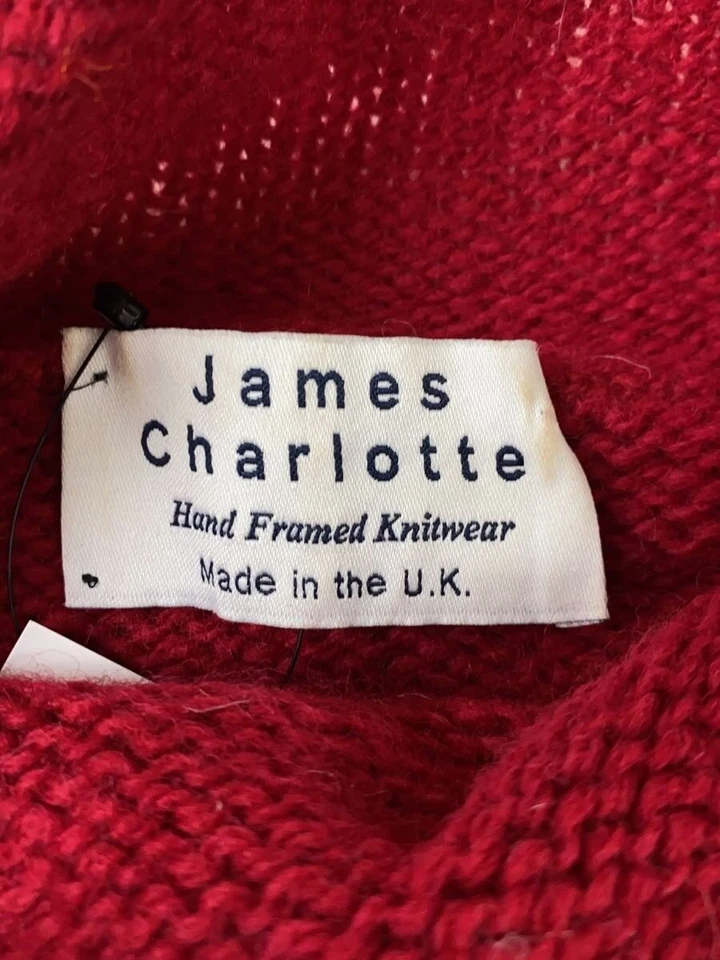 James
Charlotte
Hand Framed Knitwear
Made in the U.K.